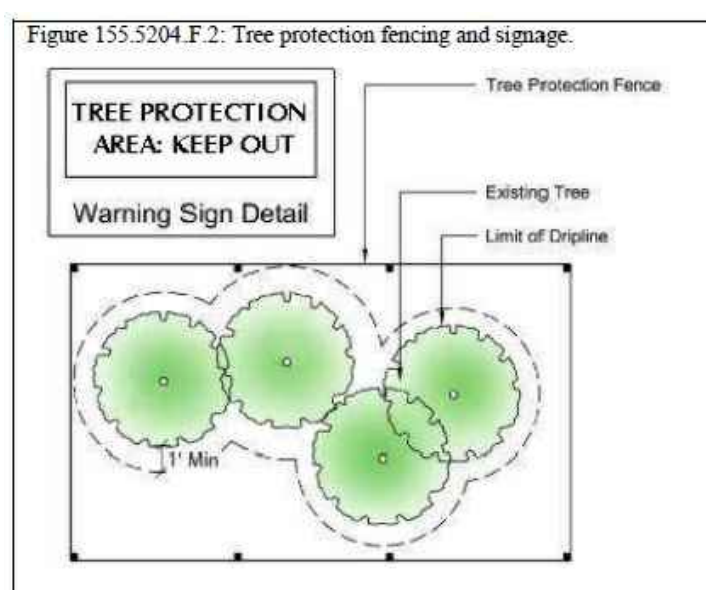 Figure 155.5204.F.2: Tree protection fencing and signage.
TREE PROTECTION
AREA: KEEP OUT
Warning Sign Detail
Tree Protection Fence
Existing Tree
Limit of Dripline
1' Min